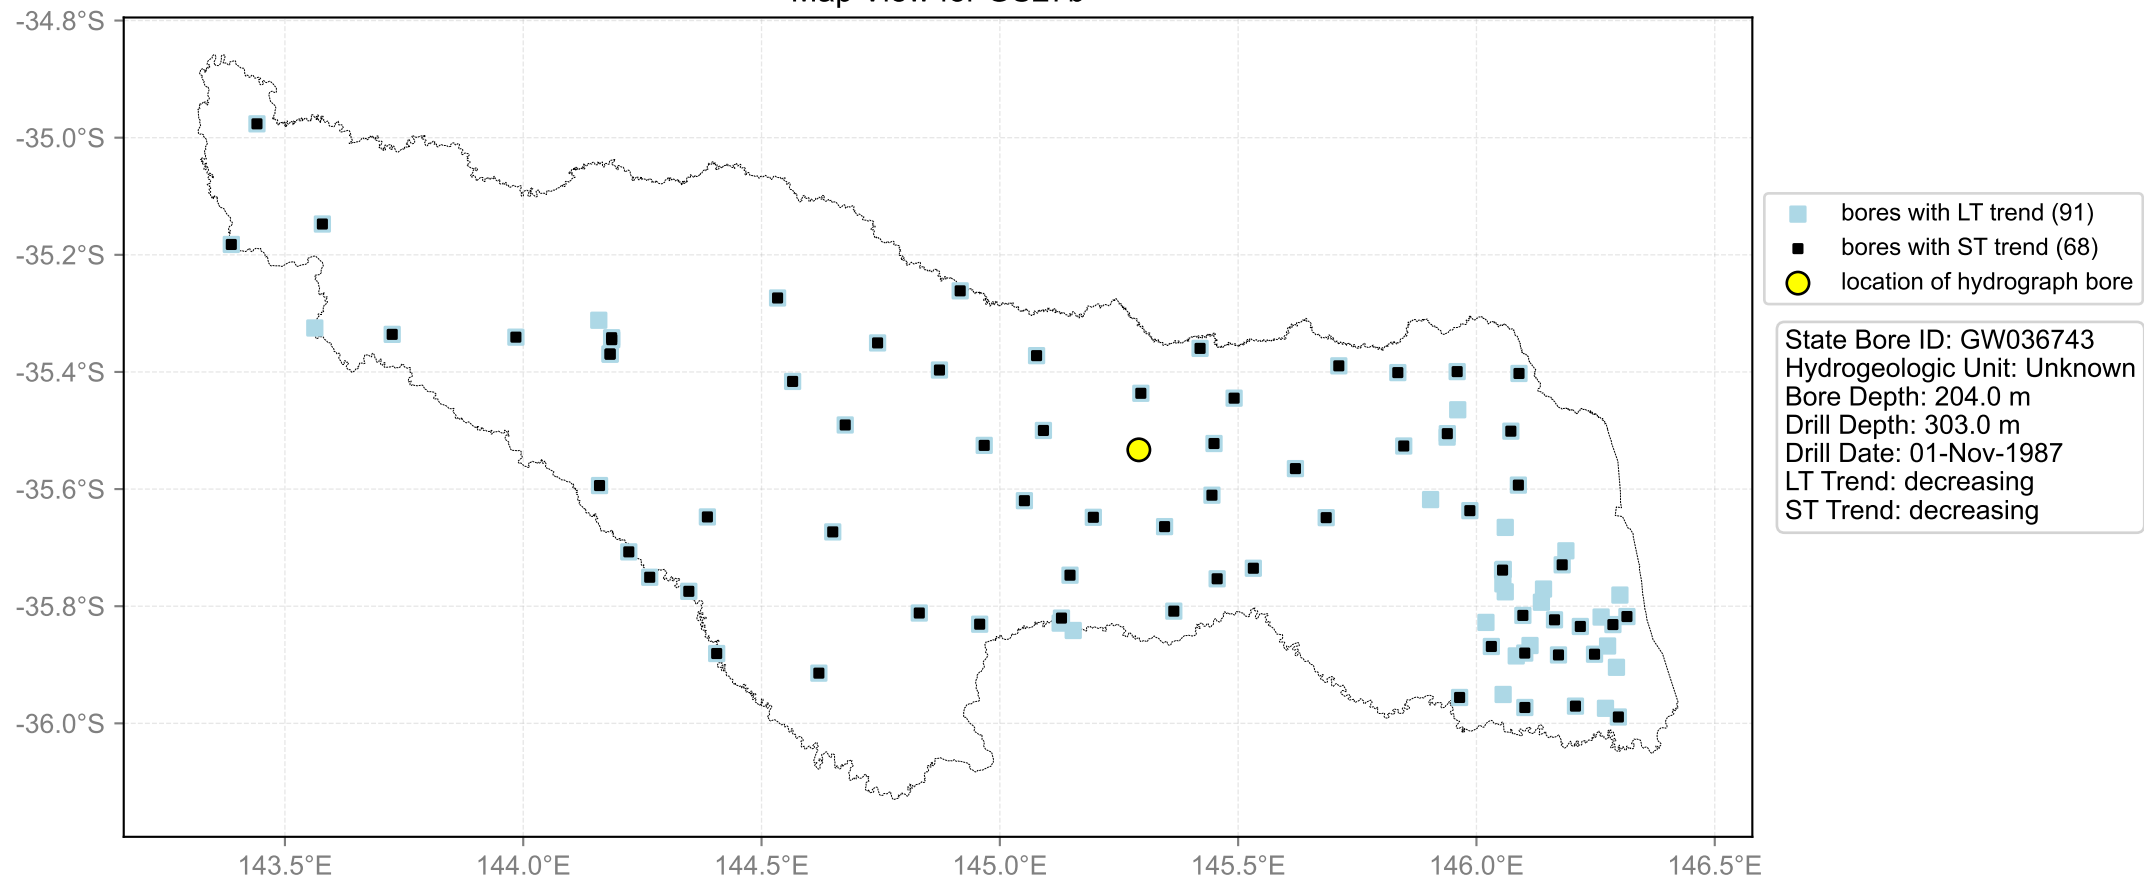 -34.8°S
-35.0°S
-35.2°S
-35.4°S
-35.6°S
-35.8°S
-36.0°S
143.5°E
144.0°E
144.5°E
145.0°E
145.5°E
146.0°E
146.5°E
bores with LT trend (91)
bores with ST trend (68)
location of hydrograph bore
State Bore ID: GW036743
Hydrogeologic Unit: Unknown
Bore Depth: 204.0 m
Drill Depth: 303.0 m
Drill Date: 01-Nov-1987
LT Trend: decreasing
ST Trend: decreasing